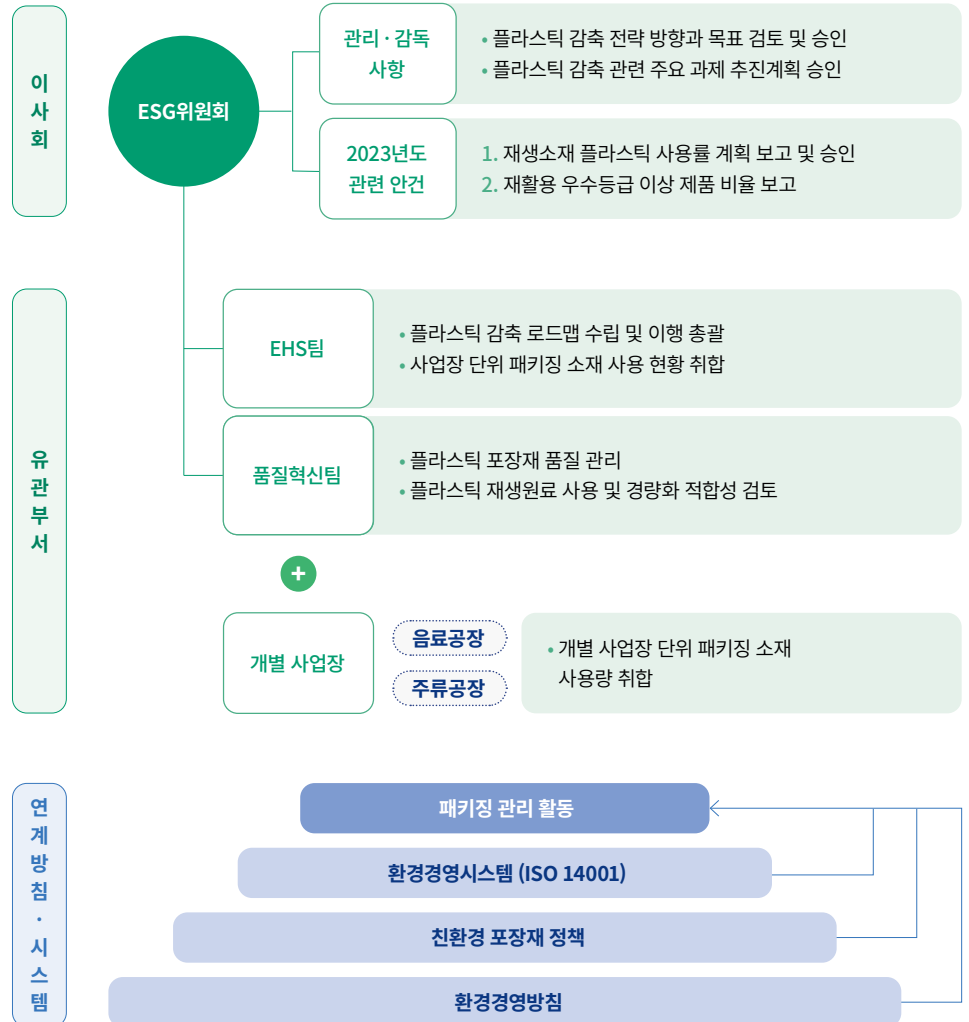 이사회
ESG위원회
관리 · 감독
사항
• 플라스틱 감축 전략 방향과 목표 검토 및 승인
• 플라스틱 감축 관련 주요 과제 추진계획 승인
2023년도
관련 안건
1. 재생소재 플라스틱 사용률 계획 보고 및 승인
2. 재활용 우수등급 이상 제품 비율 보고
유관부서
EHS팀
• 플라스틱 감축 로드맵 수립 및 이행 총괄
• 사업장 단위 패키징 소재 사용 현황 취합
품질혁신팀
• 플라스틱 포장재 품질 관리
• 플라스틱 재생원료 사용 및 경량화 적합성 검토
+
개별 사업장
음료공장
주류공장
• 개별 사업장 단위 패키징 소재
사용량 취합
연계방침 · 시스템
패키징 관리 활동
환경경영시스템 (ISO 14001)
친환경 포장재 정책
환경경영방침